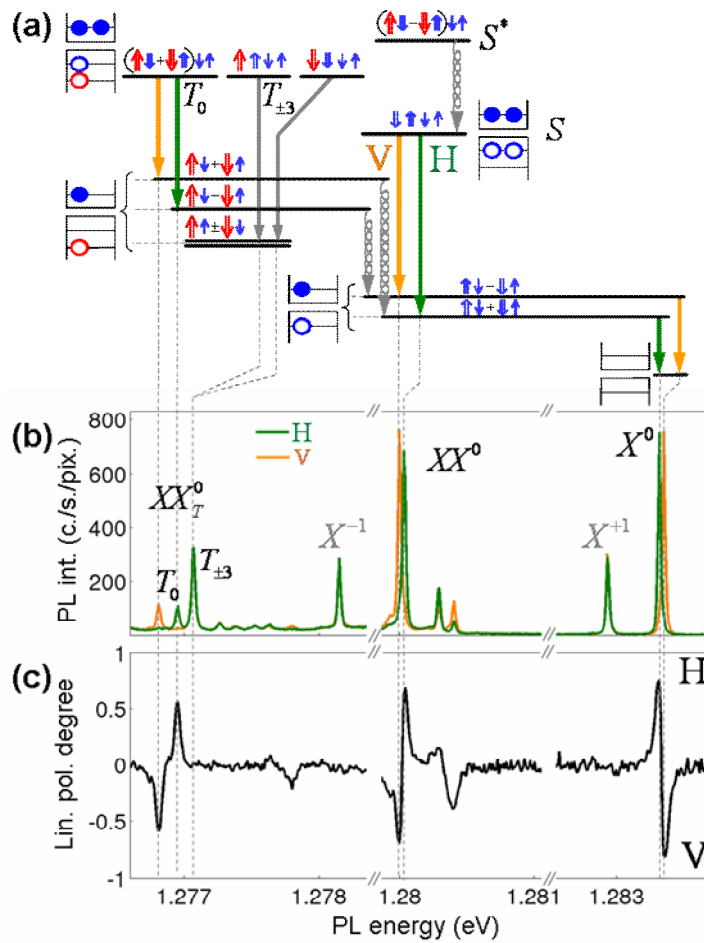 (a)
(⇑⬇+⇓⬆)↓↑
⇑⇑↓↑
⇓⬇↓↑
(⇑⬇-⇓⬆)↓↑
S*
T₀
T±3
⇓⬆↓↑
S
V
H
⇑↓+⇓↑
⇑↓-⇓↑
⇑↑±⇓↓
⬆↓-⇓↑
⇑↓+⇓↑
(b)
800
600
400
200
PL int. (c./s./pix.)
H
V
XX⁰_T
T₀
T±3
X⁻¹
XX⁰
X⁺¹
X⁰
(c)
1
0.5
0
-0.5
-1
Lin. pol. degree
H
V
1.277
1.278
1.28
1.281
1.283
PL energy (eV)